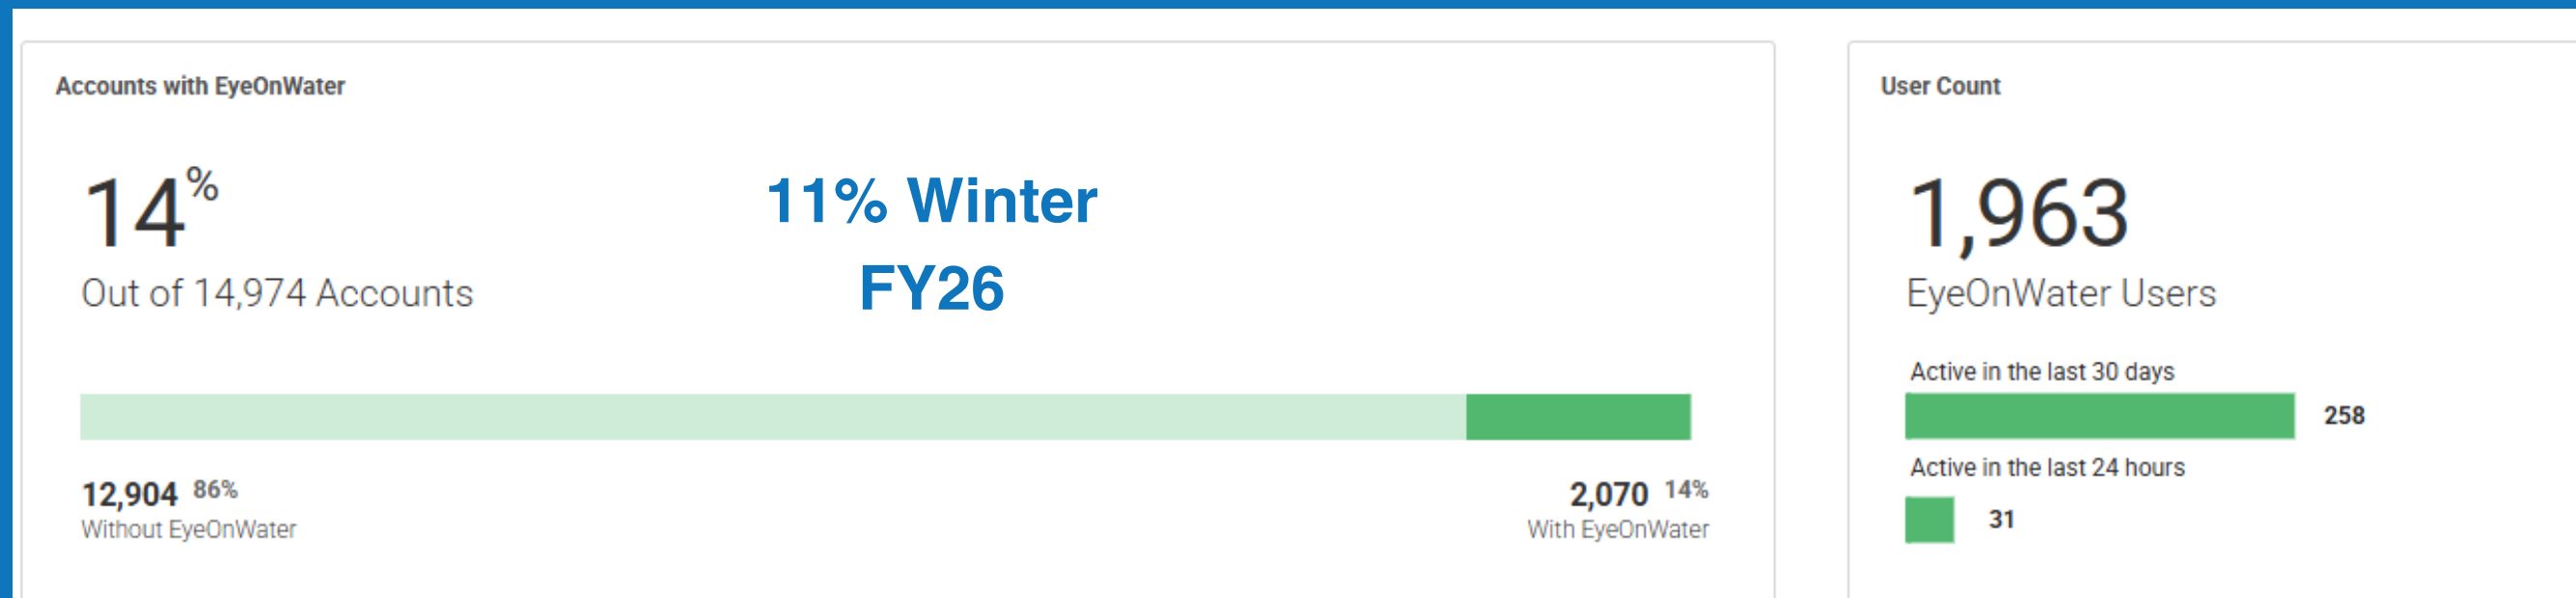 Accounts with EyeOnWater
14%
Out of 14,974 Accounts
11% Winter
FY26
12,904 86%
Without EyeOnWater
2,070 14%
With EyeOnWater
User Count
1,963
EyeOnWater Users
Active in the last 30 days
258
Active in the last 24 hours
31